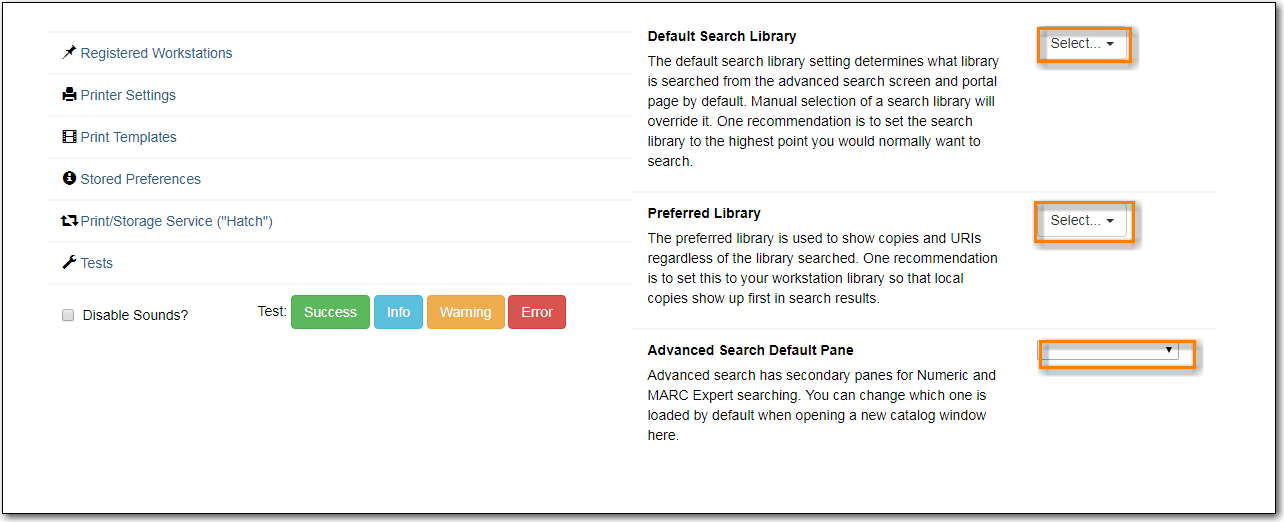 Registered Workstations
Printer Settings
Print Templates
Stored Preferences
Print/Storage Service ("Hatch")
Tests
Disable Sounds?
Test: Success Info Warning Error
Default Search Library
Select...
The default search library setting determines what library
is searched from the advanced search screen and portal
page by default. Manual selection of a search library will
override it. One recommendation is to set the search
library to the highest point you would normally want to
search.
Preferred Library
Select...
The preferred library is used to show copies and URIs
regardless of the library searched. One recommendation
is to set this to your workstation library so that local
copies show up first in search results.
Advanced Search Default Pane
Advanced search has secondary panes for Numeric and
MARC Expert searching. You can change which one is
loaded by default when opening a new catalog window
here.